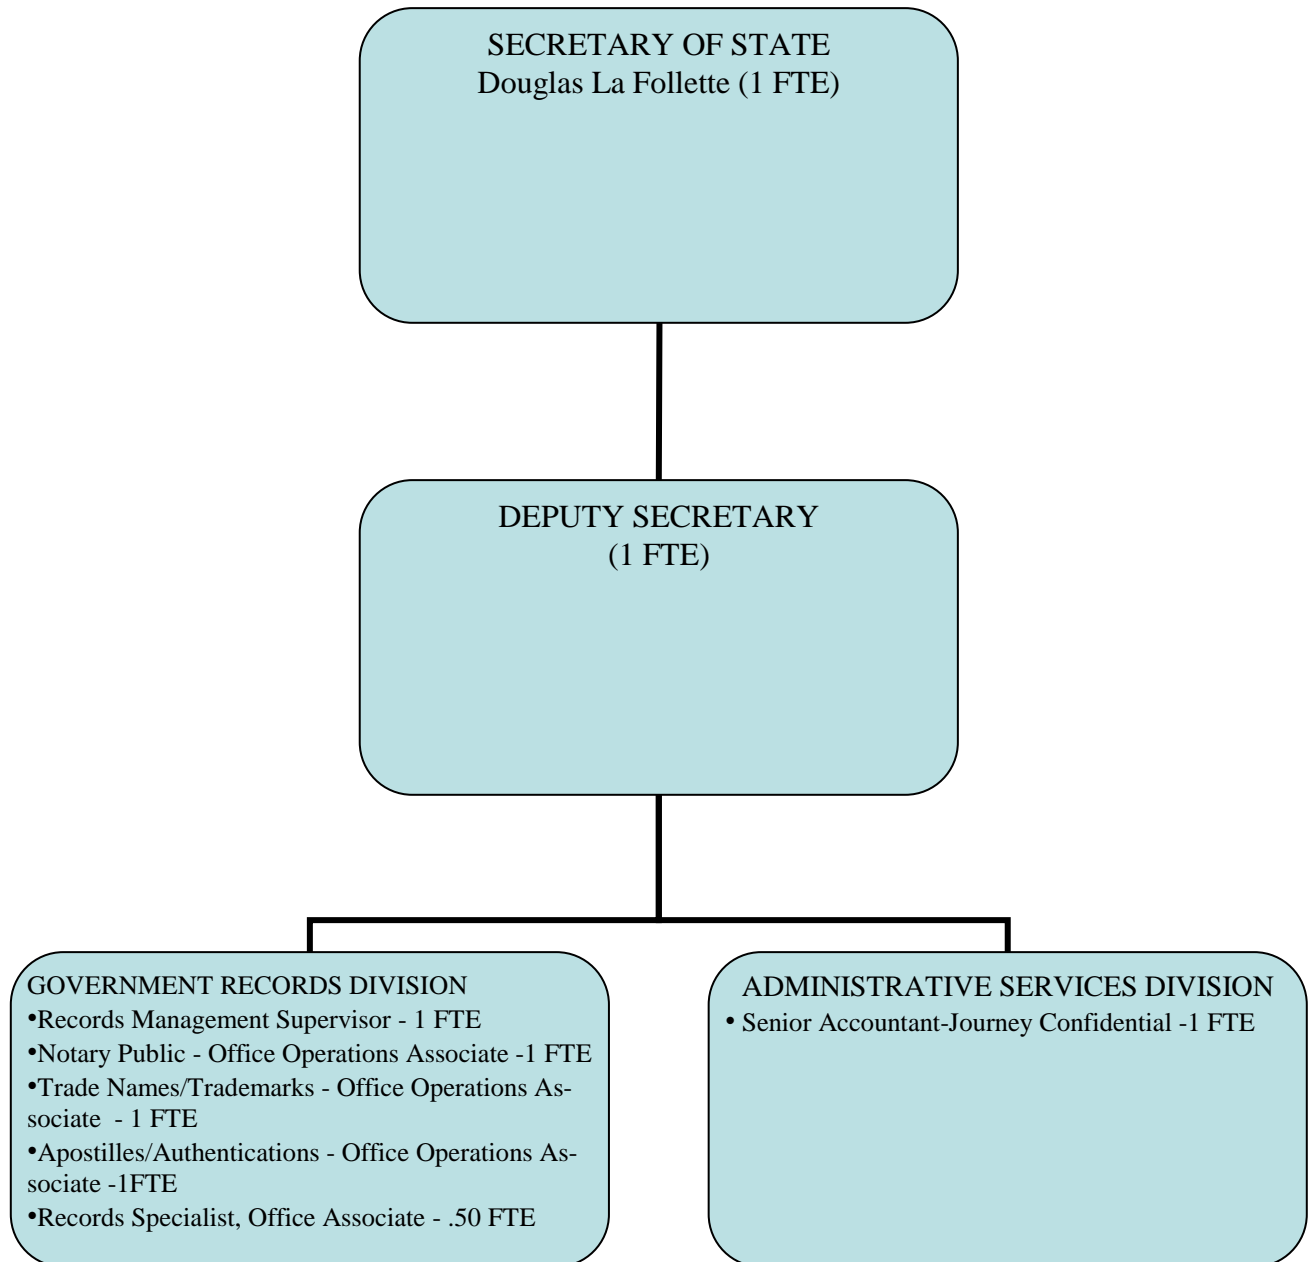 SECRETARY OF STATE
Douglas La Follette (1 FTE)
DEPUTY SECRETARY
(1 FTE)
GOVERNMENT RECORDS DIVISION
•Records Management Supervisor - 1 FTE
•Notary Public - Office Operations Associate -1 FTE
•Trade Names/Trademarks - Office Operations As-
sociate  - 1 FTE
•Apostilles/Authentications - Office Operations As-
sociate -1FTE
•Records Specialist, Office Associate - .50 FTE
ADMINISTRATIVE SERVICES DIVISION
• Senior Accountant-Journey Confidential -1 FTE